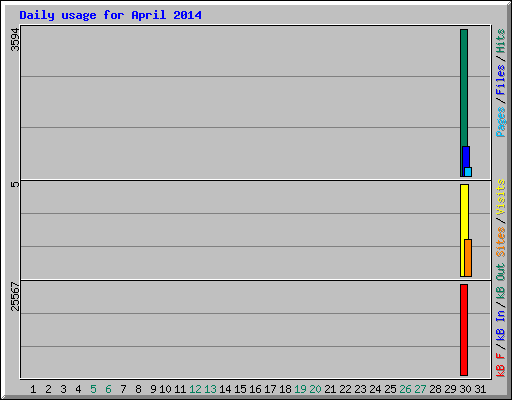 Daily usage for April 2014
3594
5
25567
Pages / Files / Hits
Sites / Visits
kB F / kB In / kB Out
1 2 3 4 5 6 7 8 9 10 11 12 13 14 15 16 17 18 19 20 21 22 23 24 25 26 27 28 29 30 31